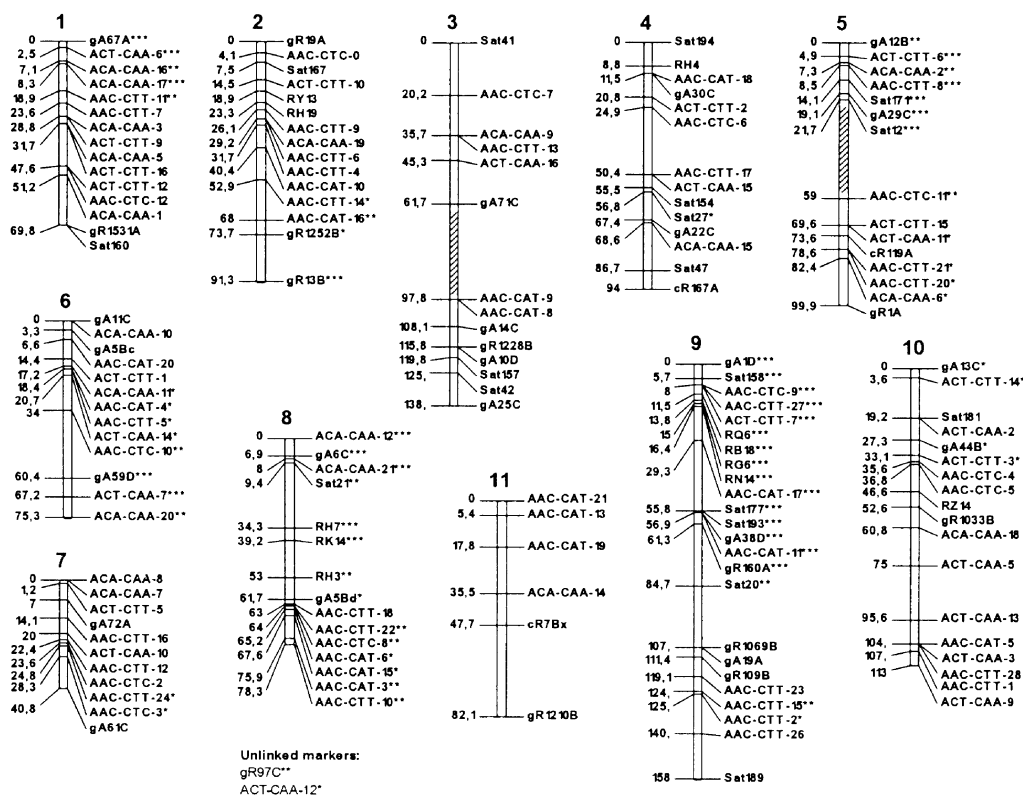 1
0 gA67A***
2,5 ACT-CAA-6***
7,1 ACA-CAA-16**
8,3 ACA-CAA-17***
18,9 AAC-CTT-11**
23,6 AAC-CTT-7
28,8 ACA-CAA-3
31,7 ACT-CTT-9
ACA-CAA-5
ACT-CTT-16
47,6 ACT-CTT-12
51,2 AAC-CTC-12
ACA-CAA-1
69,8 gR1531A
Sat160
2
0 gR19A
4,1 AAC-CTC-0
7,5 Sat167
14,5 ACT-CTT-10
18,9 RY13
23,3 RH19
26,1 AAC-CTT-9
29,2 ACA-CAA-19
31,7 AAC-CTT-6
40,4 AAC-CTT-4
52,9 AAC-CAT-10
AAC-CTT-14*
68 AAC-CAT-16**
73,7 gR1252B*
91,3 gR13B***
3
0 Sat41
20,2 AAC-CTC-7
35,7 ACA-CAA-9
AAC-CTT-13
45,3 ACT-CAA-16
61,7 gA71C
97,8 AAC-CAT-9
AAC-CAT-8
108,1 gA14C
115,8 gR1228B
119,8 gA10D
125, Sat157
Sat42
138, gA25C
4
0 Sat194
8,8 RH4
11,5 AAC-CAT-18
gA30C
20,8 ACT-CTT-2
24,9 AAC-CTC-6
50,4 AAC-CTT-17
55,5 ACT-CAA-15
56,8 Sat154
67,4 Sat27*
68,6 gA22C
ACA-CAA-15
86,7 Sat47
94 cR167A
5
0 gA12B**
4,9 ACT-CTT-6***
7,3 ACA-CAA-2**
8,5 AAC-CTT-8***
14,1 Sat171***
19,1 gA29C***
21,7 Sat12***
59 AAC-CTC-11**
69,6 ACT-CTT-15
73,6 ACT-CAA-11*
78,6 cR119A
82,4 AAC-CTT-21*
AAC-CTT-20*
ACA-CAA-6*
99,9 gR1A
6
0 gA11C
3,3 ACA-CAA-10
6,6 gA5Bc
14,4 AAC-CAT-20
17,2 ACT-CTT-1
18,4 ACA-CAA-11*
20,7 AAC-CAT-4*
34 AAC-CTT-5*
ACT-CAA-14*
AAC-CTC-10**
60,4 gA59D***
67,2 ACT-CAA-7***
75,3 ACA-CAA-20**
7
0 ACA-CAA-8
1,2 ACA-CAA-7
7 ACT-CTT-5
14,1 gA72A
20 AAC-CTT-16
22,4 ACT-CAA-10
23,6 AAC-CTT-12
24,8 AAC-CTC-2
28,3 AAC-CTT-24*
40,8 AAC-CTC-3*
gA61C
8
0 ACA-CAA-12***
6,9 gA6C***
8 ACA-CAA-21***
9,4 Sat21**
34,3 RH7***
39,2 RK14***
53 RH3**
61,7 gA5Bd*
63 AAC-CTT-18
64 AAC-CTT-22**
65,2 AAC-CTC-8**
67,6 AAC-CAT-6*
75,9 AAC-CAT-15*
78,3 AAC-CAT-3**
AAC-CTT-10**
9
0 gA1D***
5,7 Sat158***
8 AAC-CTC-9***
11,5 AAC-CTT-27***
13,8 ACT-CTT-7***
15 RQ6***
16,4 RB18***
29,3 RG6***
RN14***
AAC-CAT-17***
55,8 Sat177***
56,9 Sat193***
61,3 gA38D***
AAC-CAT-11***
gR160A***
84,7 Sat20**
107, gR1069B
111,4 gA19A
119,1 gR109B
124, AAC-CTT-23
125, AAC-CTT-15**
AAC-CTT-2*
140, AAC-CTT-26
158 Sat189
10
0 gA13C*
3,6 ACT-CTT-14*
19,2 Sat181
ACT-CAA-2
27,3 gA44B*
33,1 ACT-CTT-3*
35,6 AAC-CTC-4
36,8 AAC-CTC-5
46,6 RZ14
52,6 gR1033B
60,8 ACA-CAA-18
75 ACT-CAA-5
95,6 ACT-CAA-13
104, AAC-CAT-5
107, ACT-CAA-3
113 AAC-CTT-28
AAC-CTT-1
ACT-CAA-9
11
0 AAC-CAT-21
5,4 AAC-CAT-13
17,8 AAC-CAT-19
35,5 ACA-CAA-14
47,7 cR7Bx
82,1 gR1210B
Unlinked markers:
gR97C**
ACT-CAA-12*